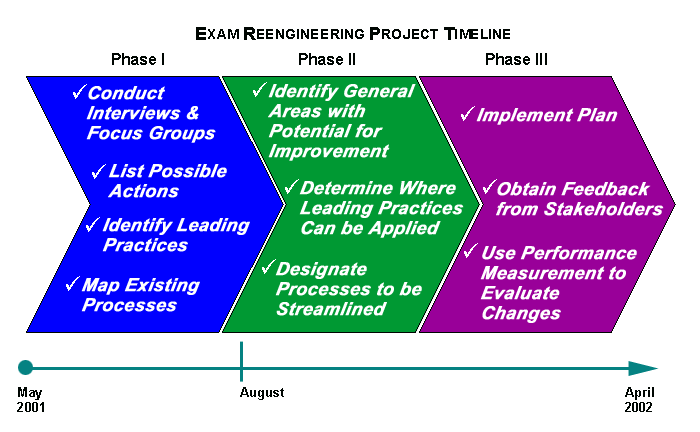 EXAM REENGINEERING PROJECT TIMELINE
Phase I
Phase II
Phase III
Conduct
Interviews &
Focus Groups
List Possible
Actions
Identify Leading
Practices
Map Existing
Processes
Identify General
Areas with
Potential for
Improvement
Determine Where
Leading Practices
Can be Applied
Designate
Processes to be
Streamlined
Implement Plan
Obtain Feedback
from Stakeholders
Use Performance
Measurement to
Evaluate
Changes
May
2001
August
April
2002